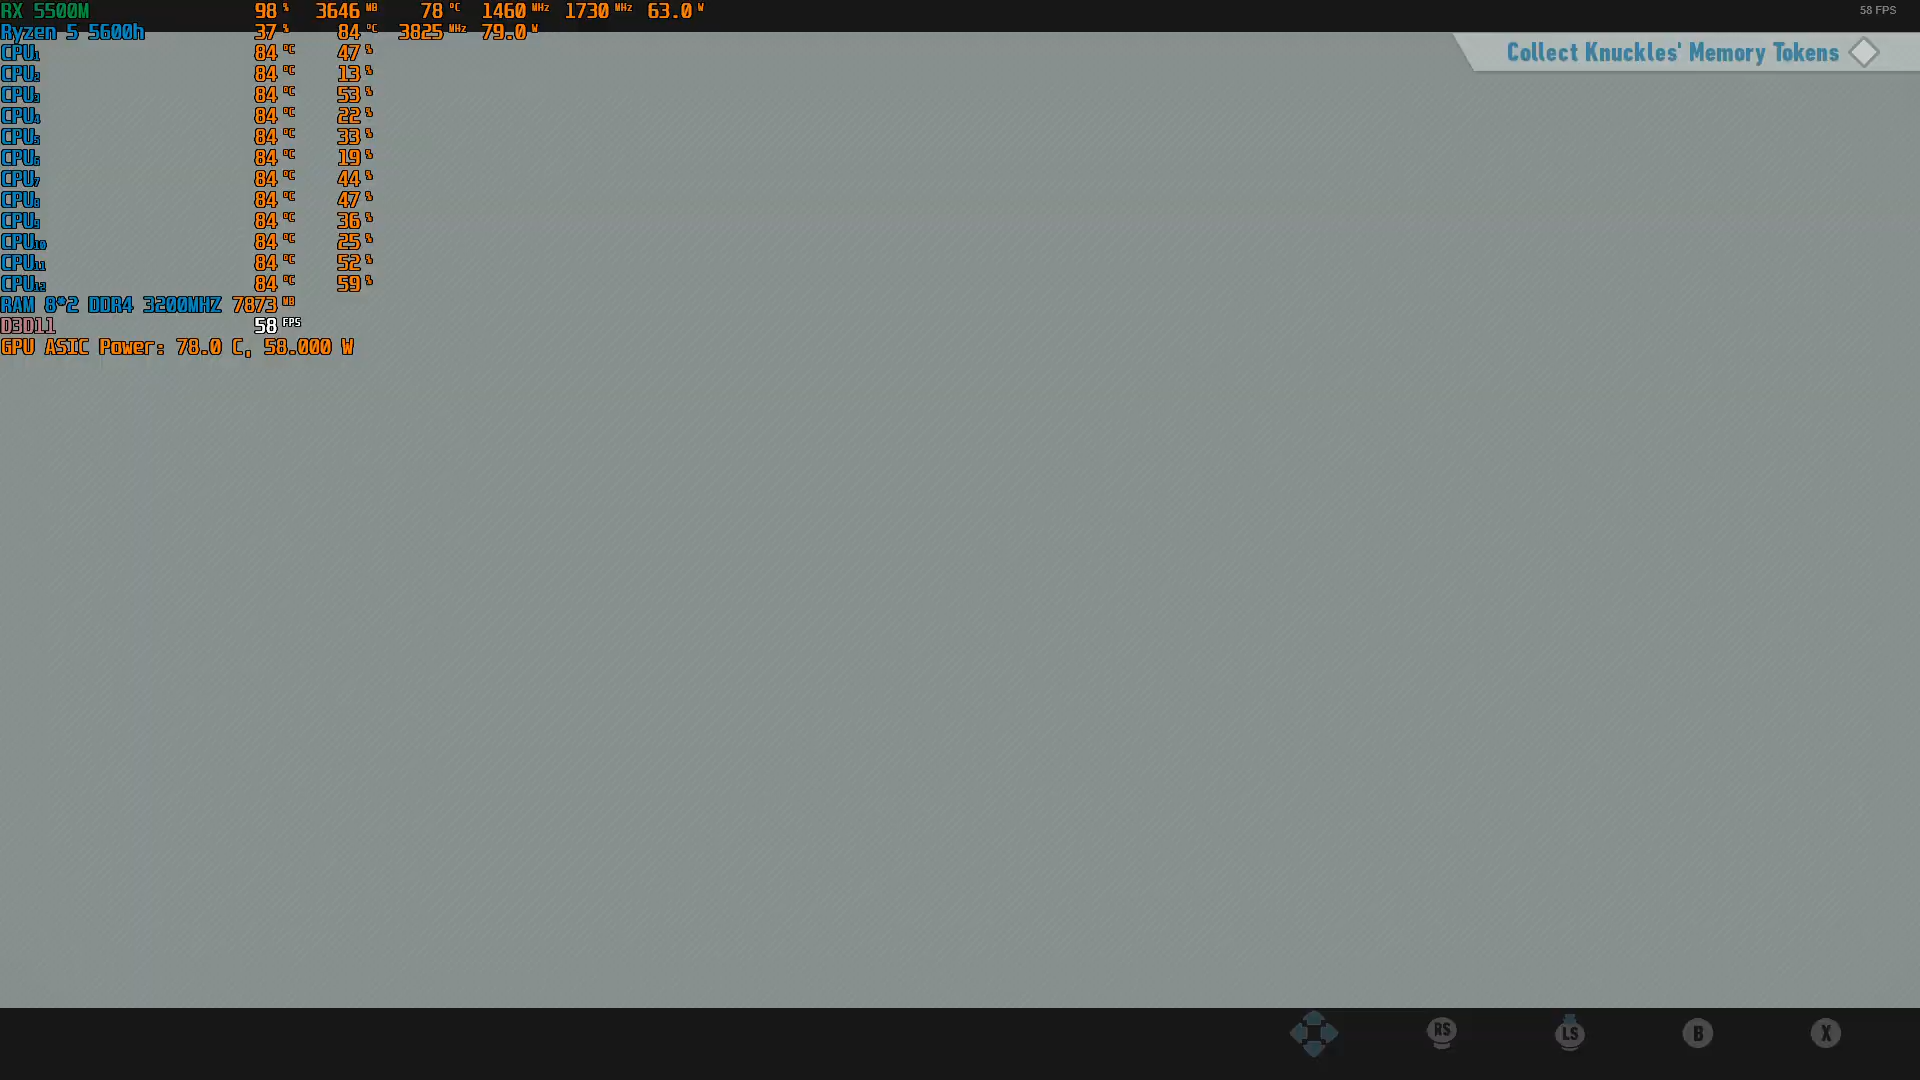 RX 5500M 98 % 3646 MB 78 °C 1460 MHz 1730 MHz 63.0 W
58 FPS
Ryzen 5 5600h 37 % 84 °C 3825 MHz 79.0 W
Collect Knuckles' Memory Tokens
CPU1 84 °C 47 %
CPU2 84 °C 13 %
CPU3 84 °C 53 %
CPU4 84 °C 22 %
CPU5 84 °C 33 %
CPU6 84 °C 19 %
CPU7 84 °C 44 %
CPU8 84 °C 47 %
CPU9 84 °C 36 %
CPU10 84 °C 25 %
CPU11 84 °C 52 %
CPU12 84 °C 59 %
RAM 8*2 DDR4 3200MHZ 7873 MB
D3D11 58 FPS
GPU ASIC Power: 78.0 C, 58.000 W
RS LS B X